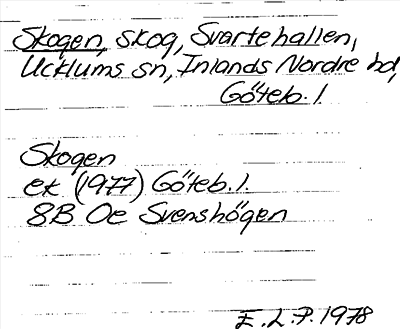 Skogen, skog, Svartehallen,
Ucklums sn, Inlands Nordre hd,
Göteb. l.
Skogen
ek (1977) Göteb. l.
8B Oe Svenshögen
E. L. P. 1978